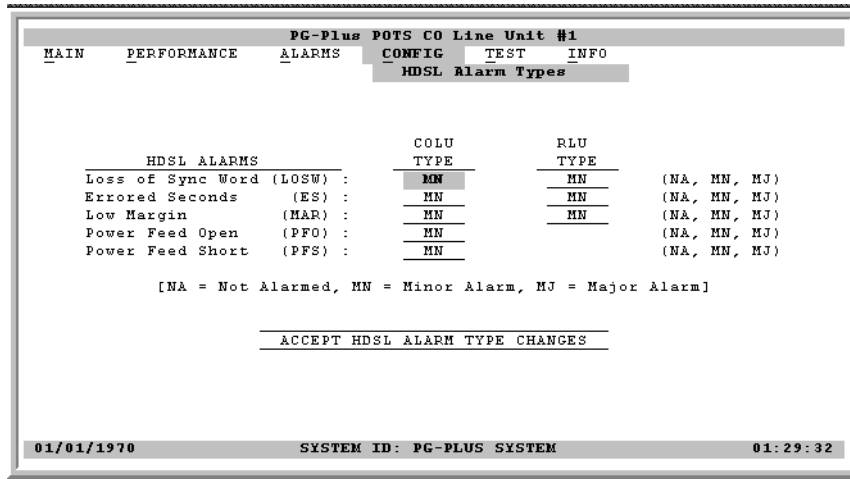 PG-Plus POTS CO Line Unit #1
MAIN PERFORMANCE ALARMS CONFIG TEST INFO
HDSL Alarm Types
COLU RLU
HDSL ALARMS TYPE TYPE
Loss of Sync Word (LOSW) : MN MN (NA, MN, MJ)
Errored Seconds (ES) : MN MN (NA, MN, MJ)
Low Margin (MAR) : MN MN (NA, MN, MJ)
Power Feed Open (PFO) : MN (NA, MN, MJ)
Power Feed Short (PFS) : MN (NA, MN, MJ)
[NA = Not Alarmed, MN = Minor Alarm, MJ = Major Alarm]
ACCEPT HDSL ALARM TYPE CHANGES
01/01/1970 SYSTEM ID: PG-PLUS SYSTEM 01:29:32